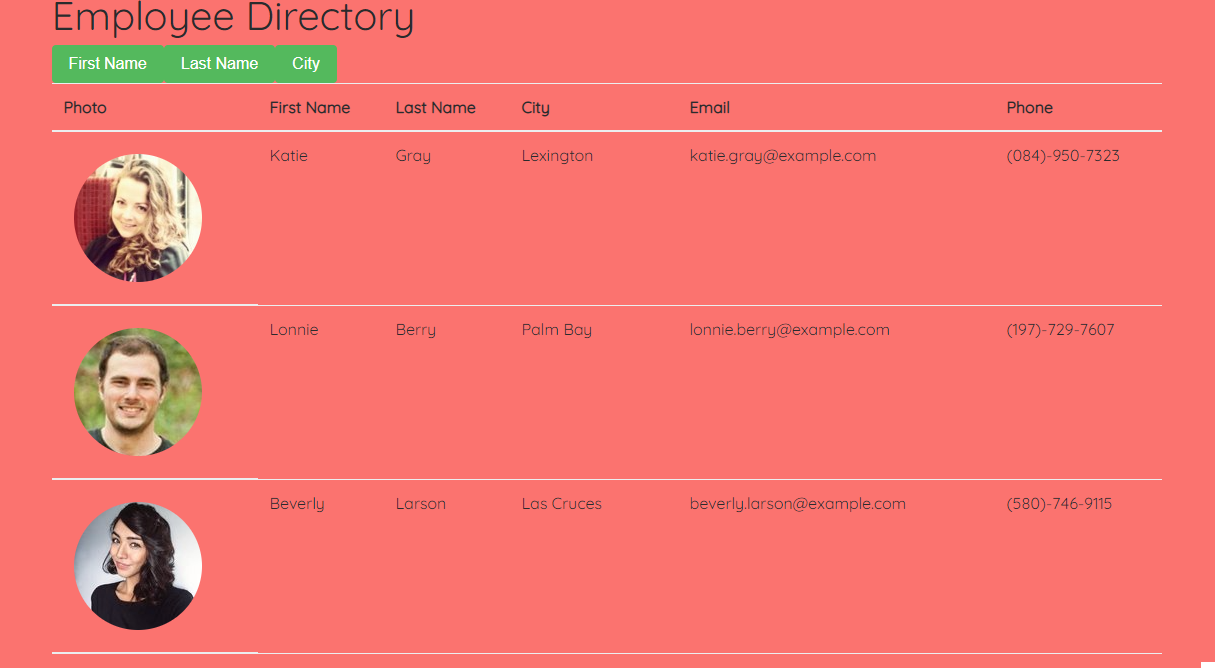 Employee Directory
First Name Last Name City
Photo First Name Last Name City Email Phone
Katie Gray Lexington katie.gray@example.com (084)-950-7323
Lonnie Berry Palm Bay lonnie.berry@example.com (197)-729-7607
Beverly Larson Las Cruces beverly.larson@example.com (580)-746-9115